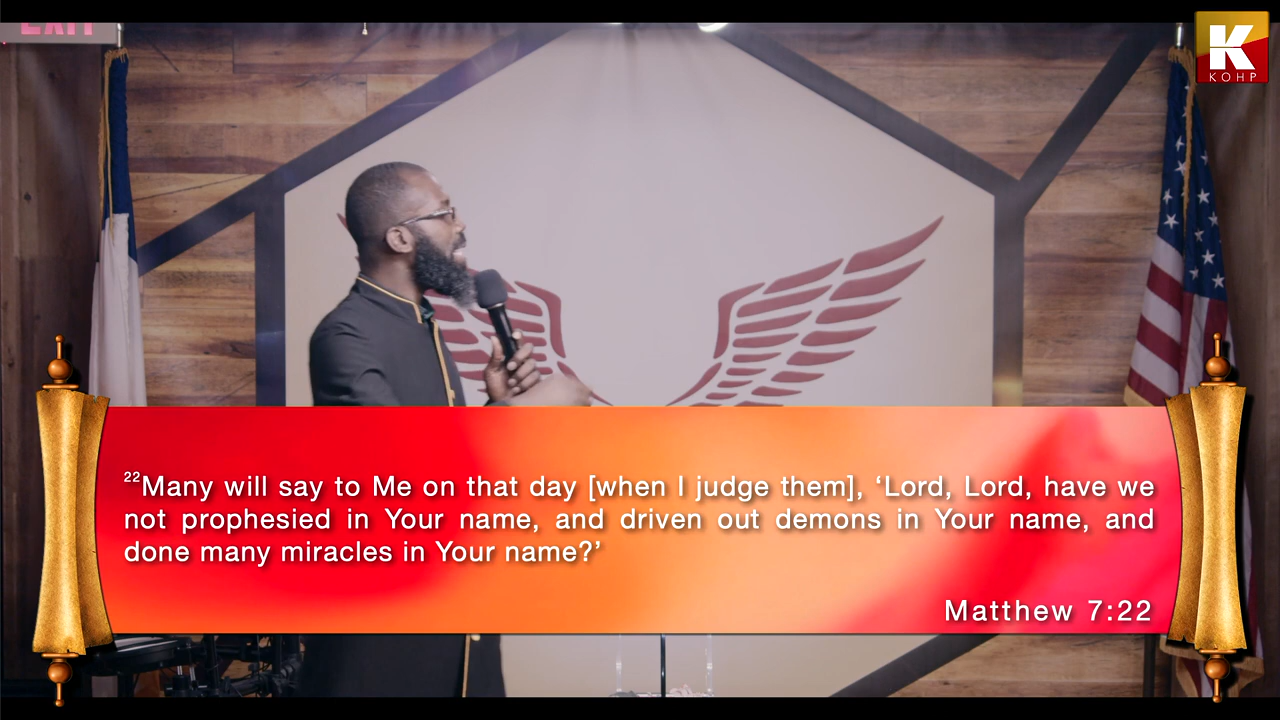 EXIT
K
KOHP
²²Many will say to Me on that day [when I judge them], ‘Lord, Lord, have we
not prophesied in Your name, and driven out demons in Your name, and
done many miracles in Your name?’
Matthew 7:22